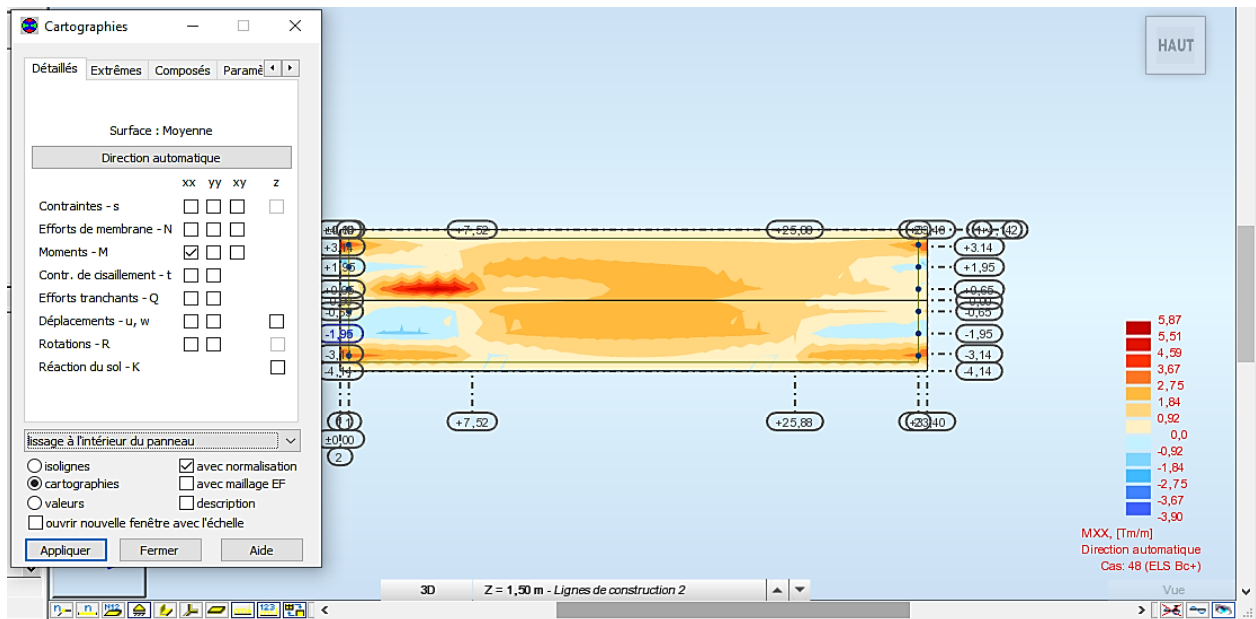 Cartographies
Détaillés Extrêmes Composés Paramè
Surface : Moyenne
Direction automatique
xx yy xy z
Contraintes - s
Efforts de membrane - N
Moments - M
Contr. de cisaillement - t
Efforts tranchants - Q
Déplacements - u, w
Rotations - R
Réaction du sol - K
lissage à l'intérieur du panneau
isolignes avec normalisation
cartographies avec maillage EF
valeurs description
ouvrir nouvelle fenêtre avec l'échelle
Appliquer Fermer Aide
HAUT
+7,52 +25,88
+3.14
+1,95 +1,95
+0,65
-0,65
-1,95 -1,95
-3,14
-4,14 -4,14
+7,52 +25,88
±0,00
2
5,87
5,51
4,59
3,67
2,75
1,84
0,92
0,0
-0,92
-1,84
-2,75
-3,67
-3,90
MXX, [Tm/m]
Direction automatique
Cas: 48 (ELS Bc+)
3D Z = 1,50 m - Lignes de construction 2
Vue